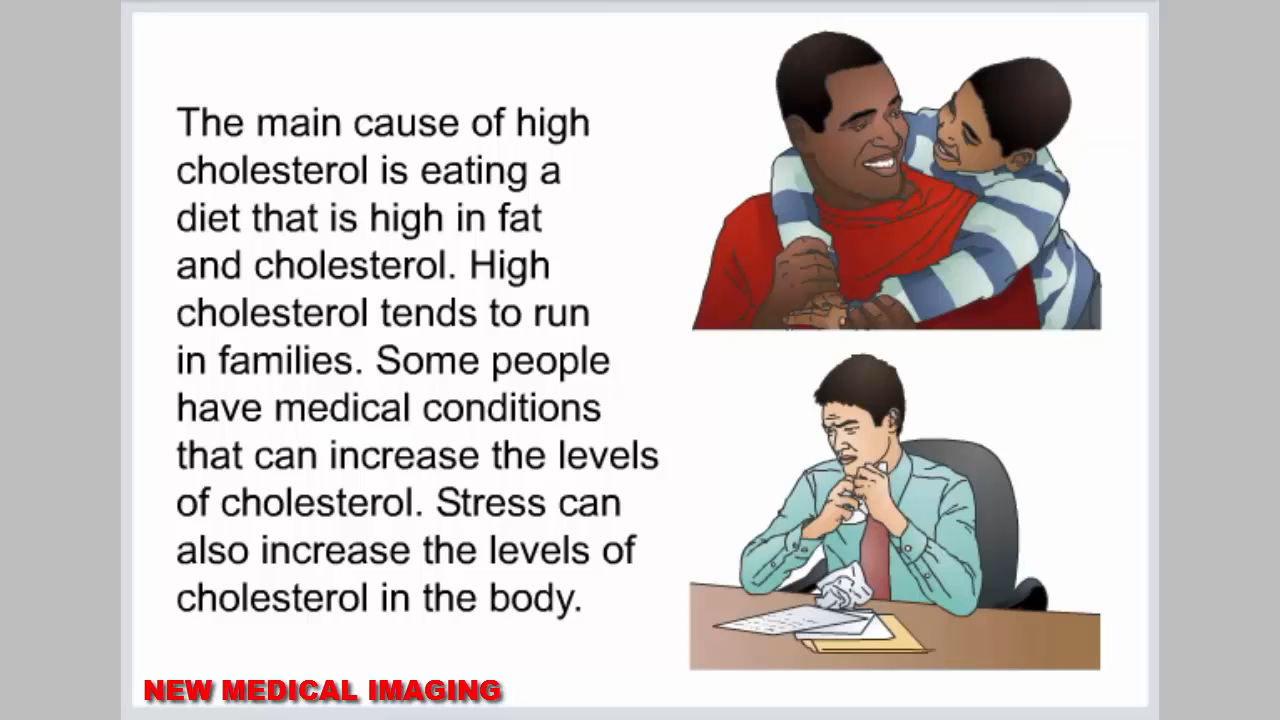 The main cause of high
cholesterol is eating a
diet that is high in fat
and cholesterol. High
cholesterol tends to run
in families. Some people
have medical conditions
that can increase the levels
of cholesterol. Stress can
also increase the levels of
cholesterol in the body.
NEW MEDICAL IMAGING